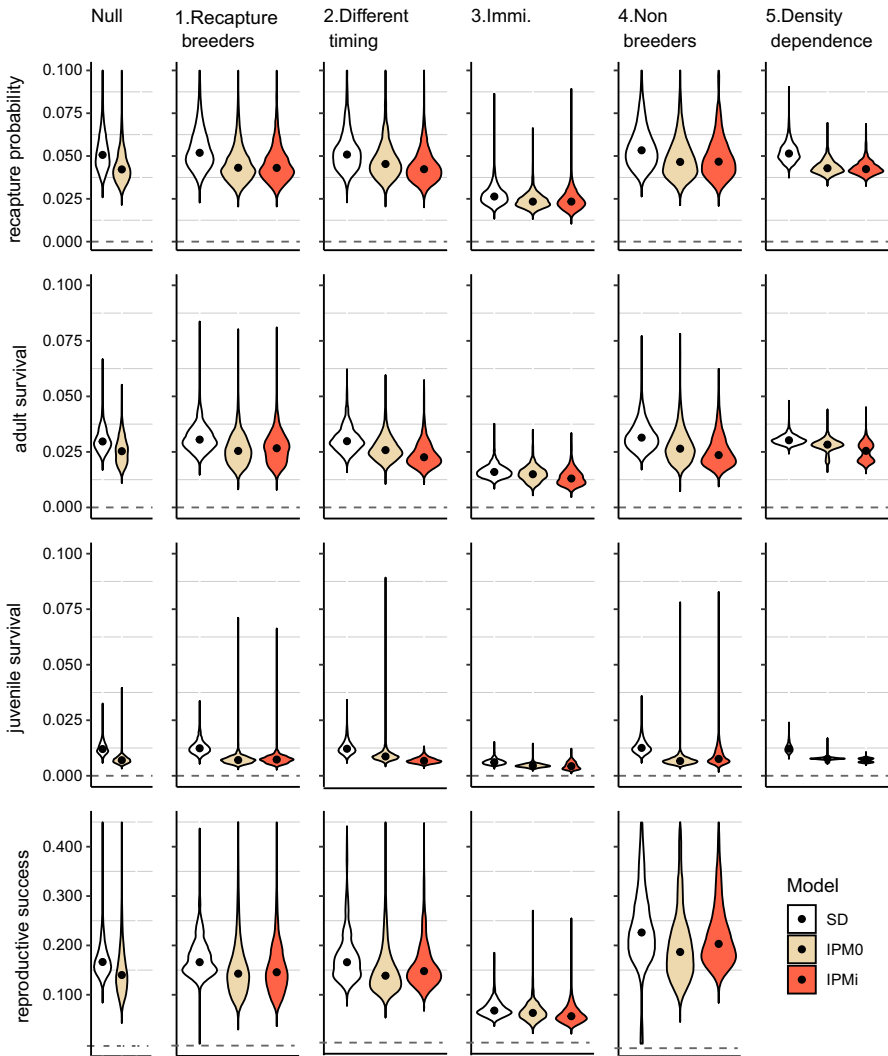 Null
1.Recapture
breeders
2.Different
timing
3.Immi.
4.Non
breeders
5.Density
dependence
recapture probability
0.100
0.075
0.050
0.025
0.000
adult survival
0.100
0.075
0.050
0.025
0.000
juvenile survival
0.100
0.075
0.050
0.025
0.000
reproductive success
0.400
0.300
0.200
0.100
Model
SD
IPM0
IPMi